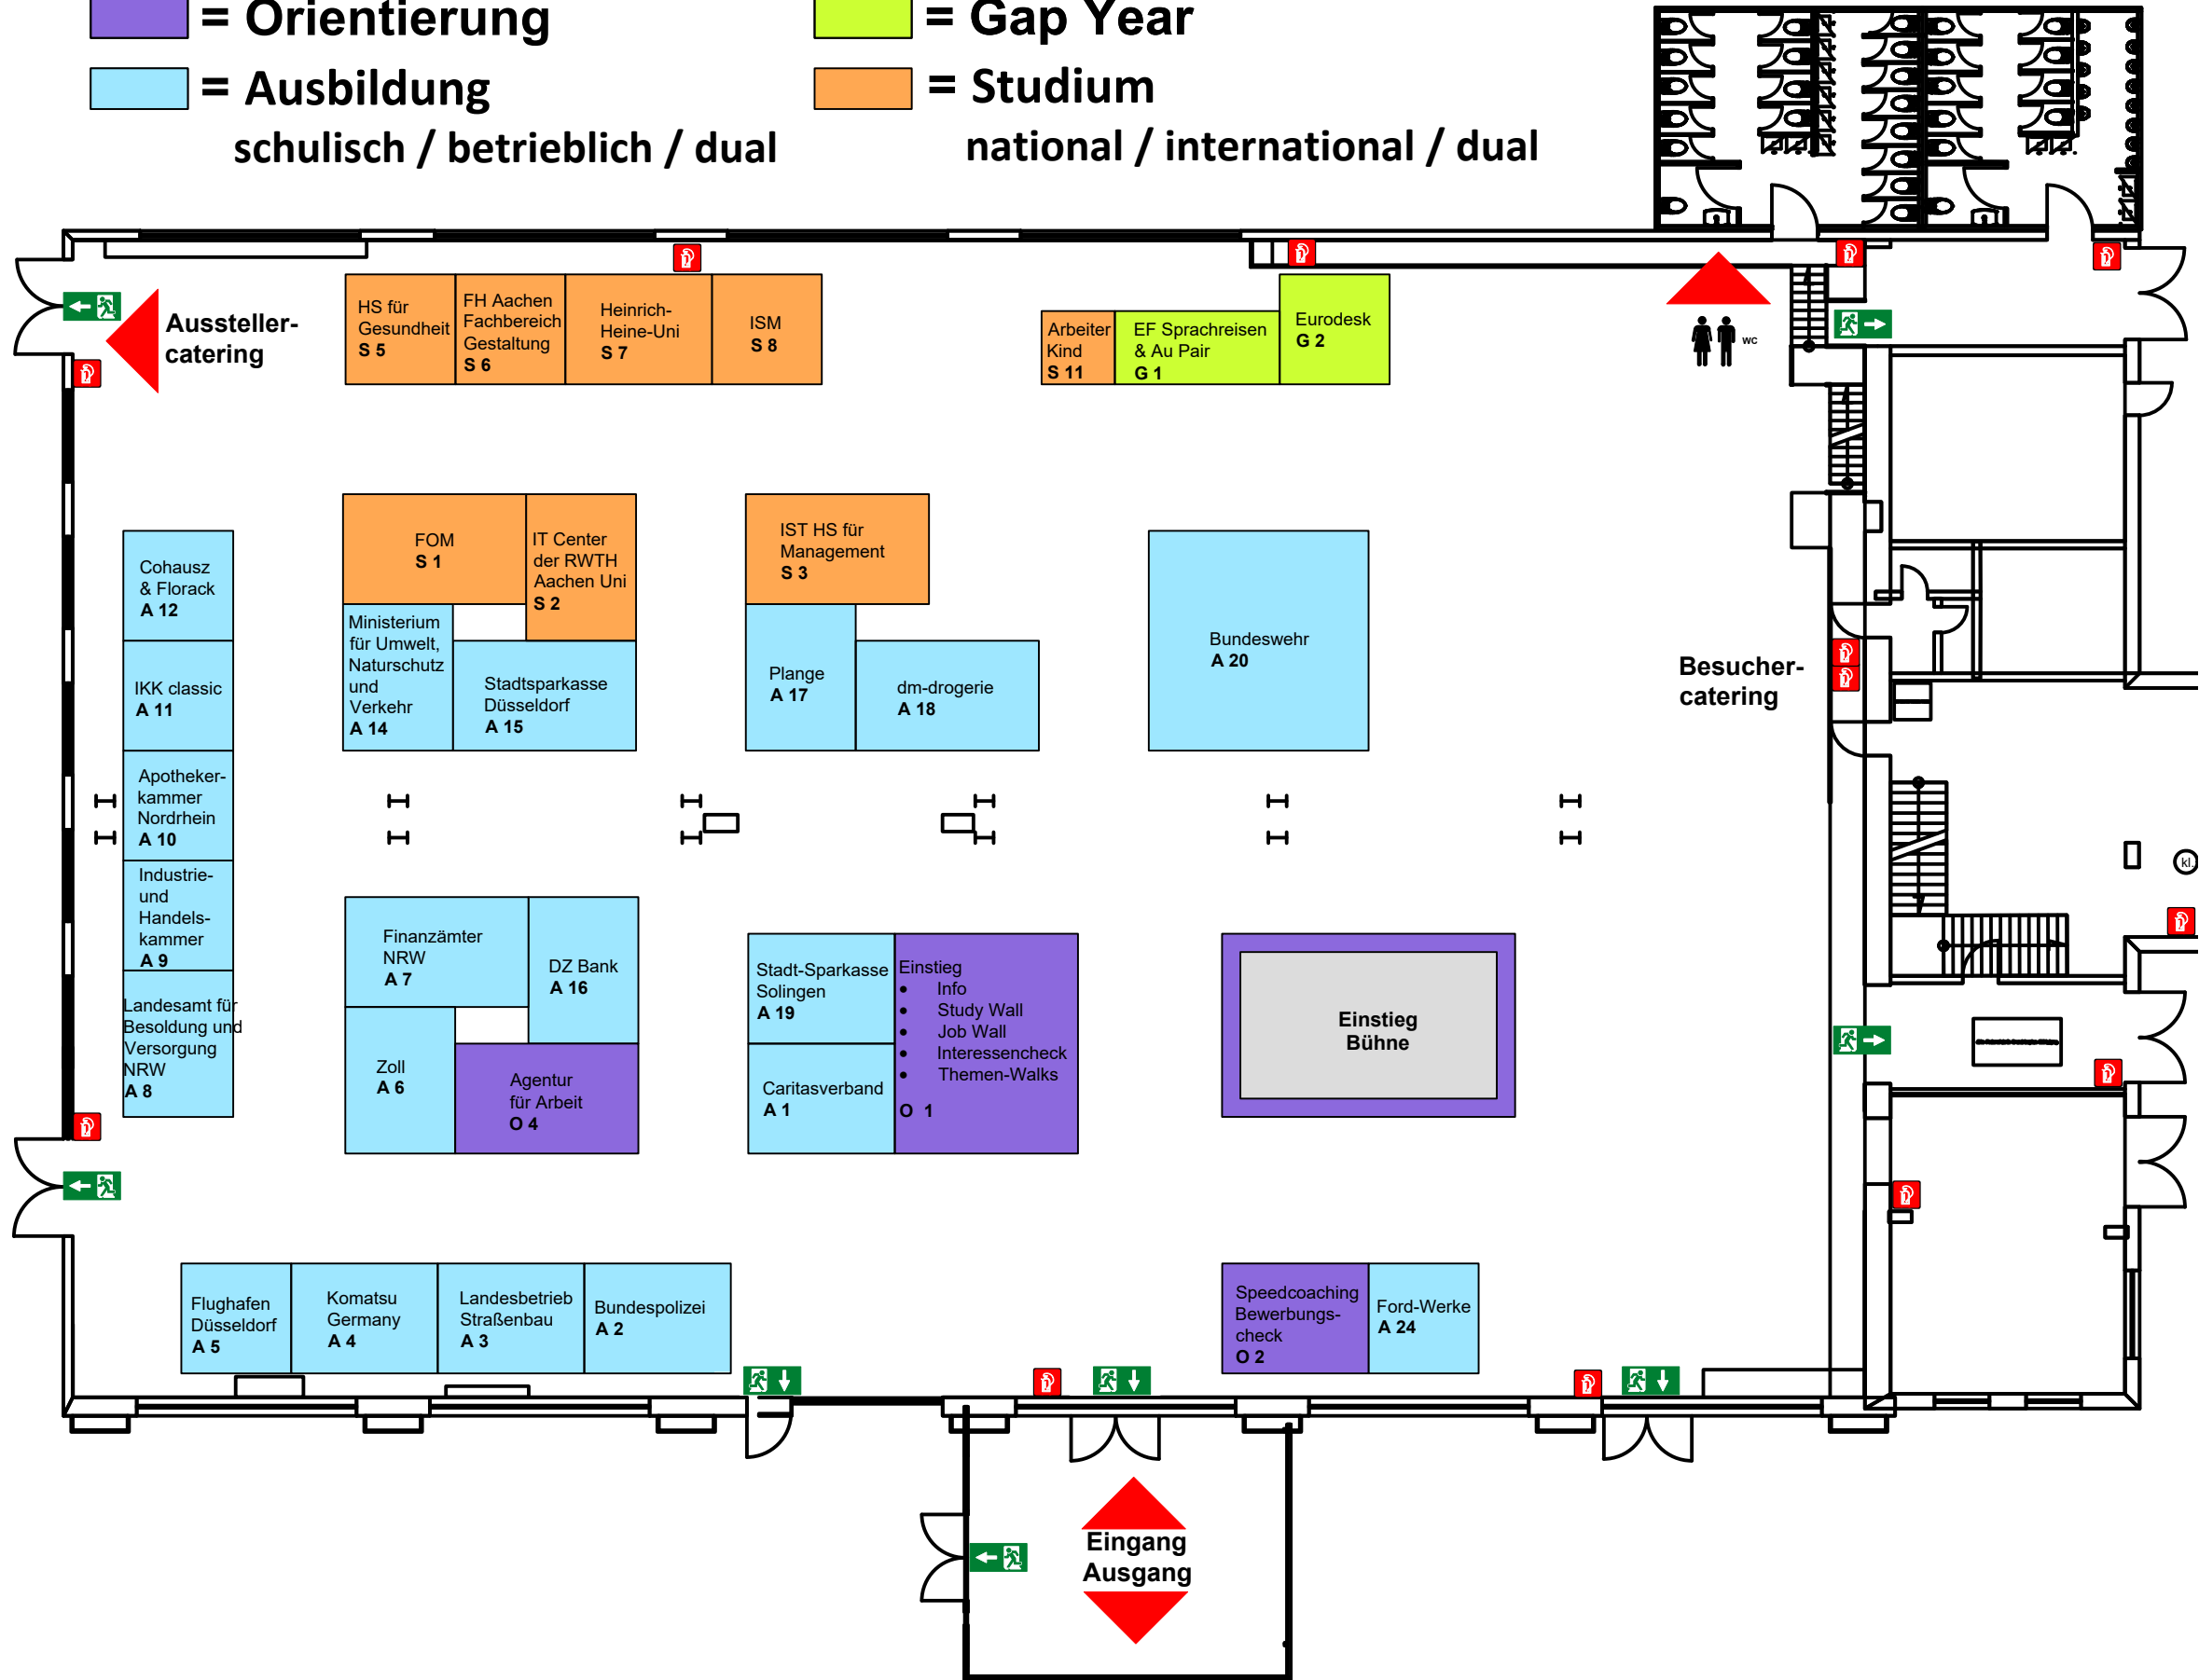 = Orientierung
= Gap Year
= Ausbildung
schulisch / betrieblich / dual
= Studium
national / international / dual
Aussteller-
catering
HS für
Gesundheit
S 5
FH Aachen
Fachbereich
Gestaltung
S 6
Heinrich-
Heine-Uni
S 7
ISM
S 8
Arbeiter
Kind
S 11
EF Sprachreisen
& Au Pair
G 1
Eurodesk
G 2
WC
Cohausz
& Florack
A 12
IKK classic
A 11
Apotheker-
kammer
Nordrhein
A 10
Industrie-
und
Handels-
kammer
A 9
Landesamt für
Besoldung und
Versorgung
NRW
A 8
FOM
S 1
IT Center
der RWTH
Aachen Uni
S 2
Ministerium
für Umwelt,
Naturschutz
und
Verkehr
A 14
Stadtsparkasse
Düsseldorf
A 15
IST HS für
Management
S 3
Plange
A 17
dm-drogerie
A 18
Bundeswehr
A 20
Besucher-
catering
kl.
Finanzämter
NRW
A 7
DZ Bank
A 16
Zoll
A 6
Agentur
für Arbeit
O 4
Stadt-Sparkasse
Solingen
A 19
Caritasverband
A 1
Einstieg
• Info
• Study Wall
• Job Wall
• Interessencheck
• Themen-Walks
O 1
Einstieg
Bühne
Flughafen
Düsseldorf
A 5
Komatsu
Germany
A 4
Landesbetrieb
Straßenbau
A 3
Bundespolizei
A 2
Speedcoaching
Bewerbungs-
check
O 2
Ford-Werke
A 24
Eingang
Ausgang